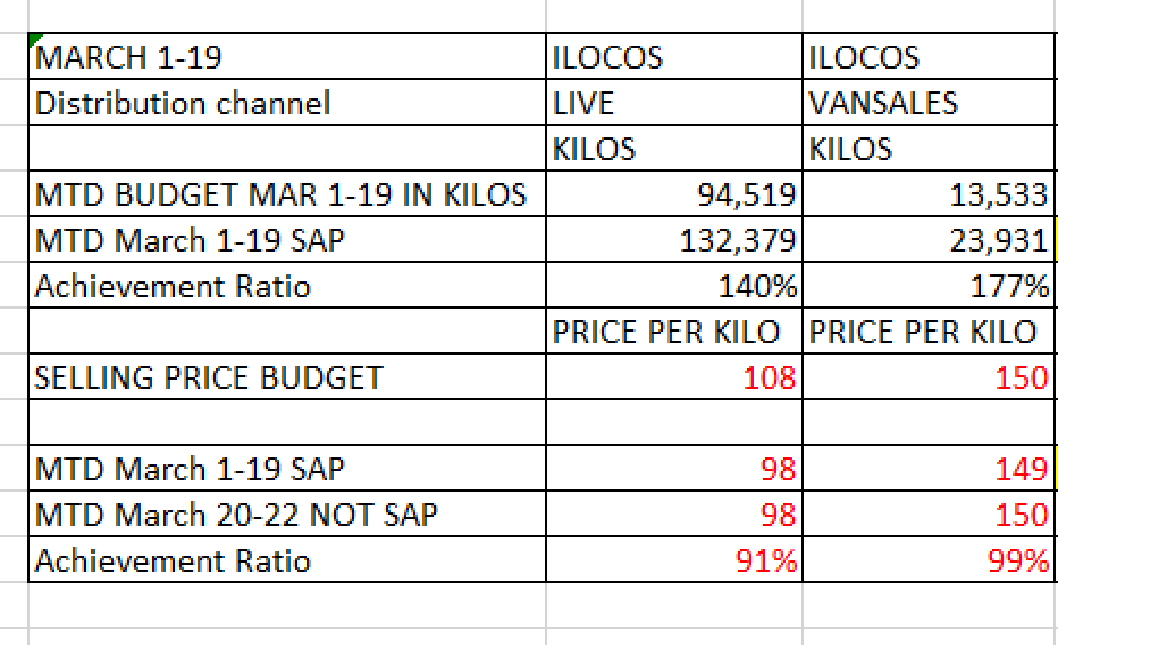 MARCH 1-19 ILOCOS ILOCOS
Distribution channel LIVE VANSALES
KILOS KILOS
MTD BUDGET MAR 1-19 IN KILOS 94,519 13,533
MTD March 1-19 SAP 132,379 23,931
Achievement Ratio 140% 177%
PRICE PER KILO PRICE PER KILO
SELLING PRICE BUDGET 108 150
MTD March 1-19 SAP 98 149
MTD March 20-22 NOT SAP 98 150
Achievement Ratio 91% 99%